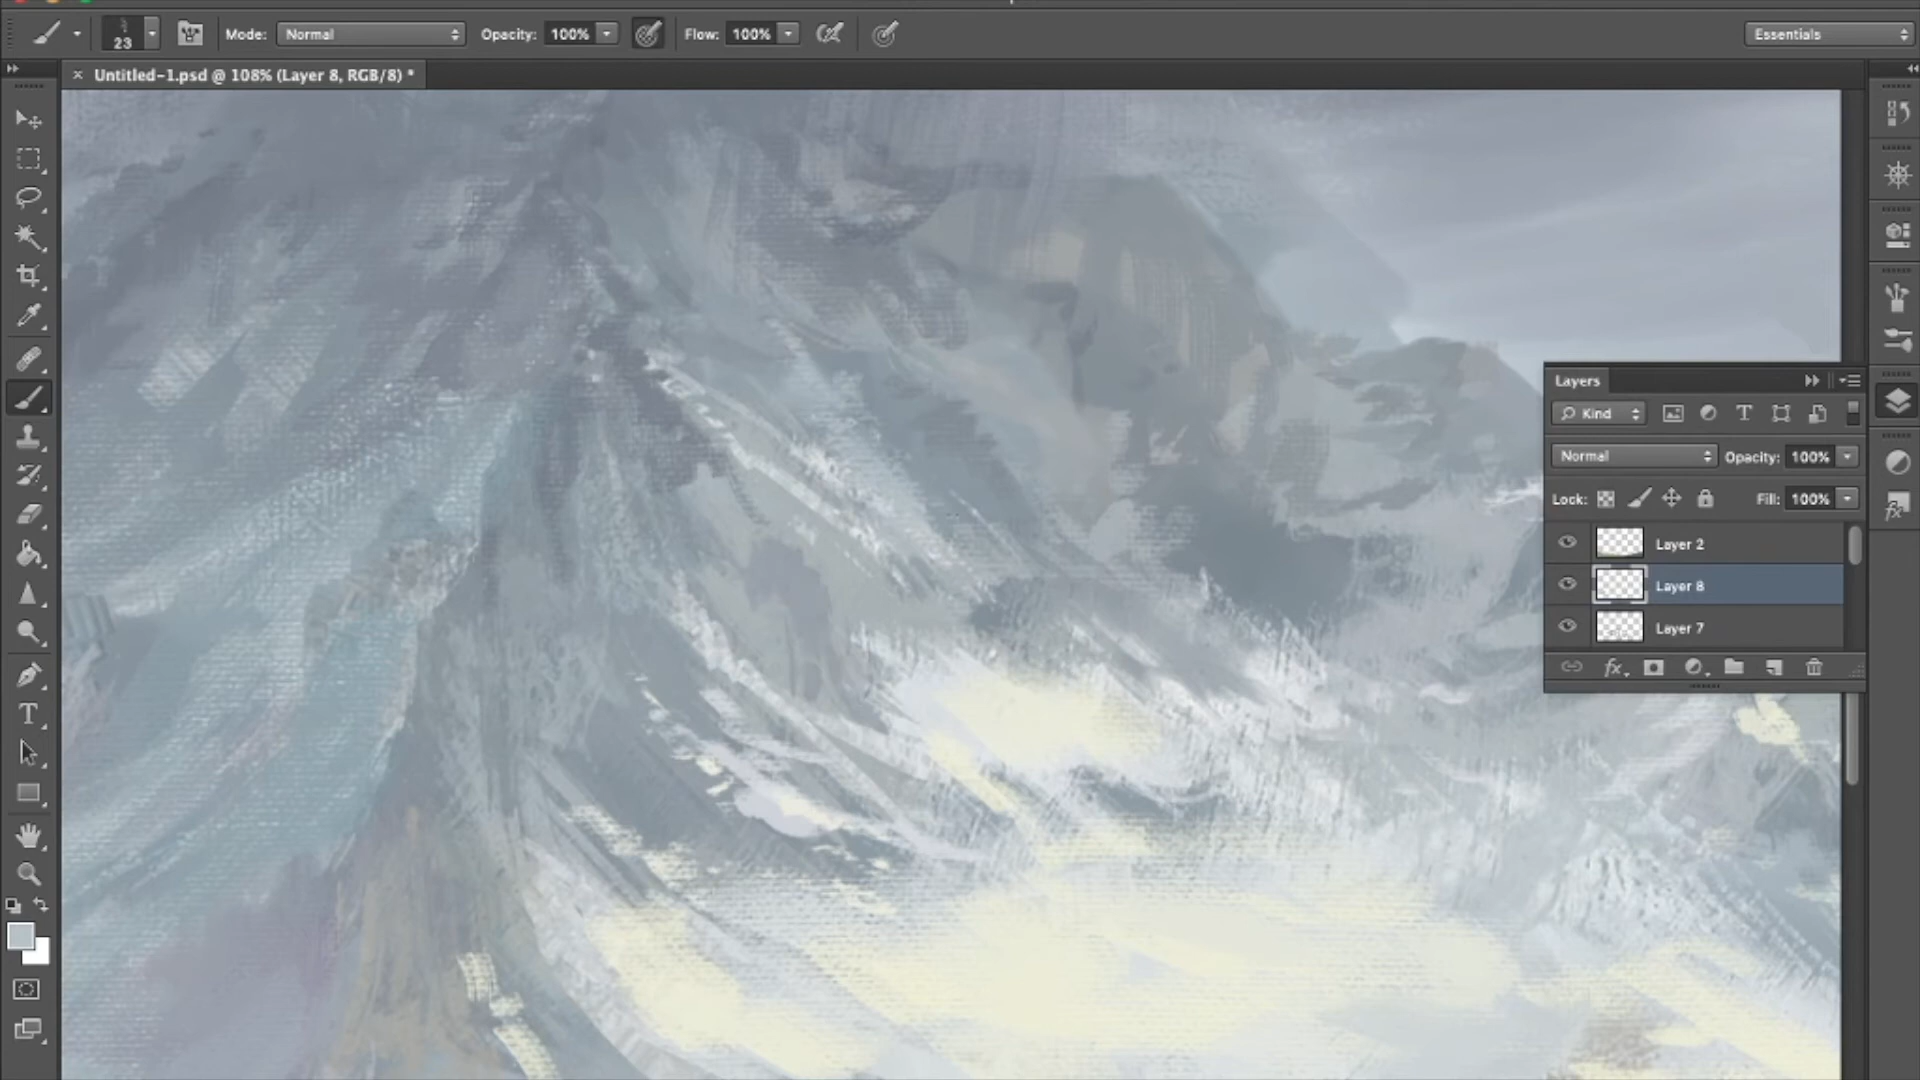 23
Mode: Normal
Opacity: 100%
Flow: 100%
Essentials
Untitled-1.psd @ 108% (Layer 8, RGB/8) *
Layers
Kind
Normal
Opacity: 100%
Lock:
Fill: 100%
Layer 2
Layer 8
Layer 7